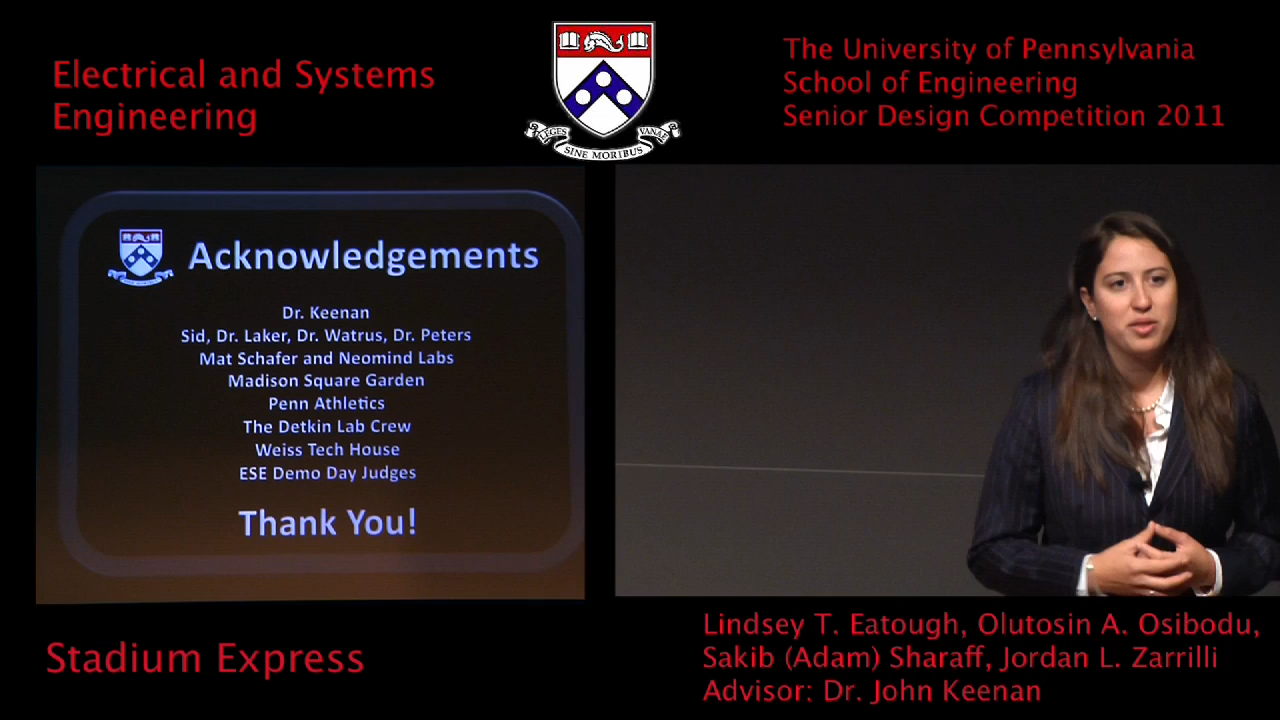 Electrical and Systems
Engineering
LEGES
SINE MORIBUS
VANAE
The University of Pennsylvania
School of Engineering
Senior Design Competition 2011
Acknowledgements
Dr. Keenan
Sid, Dr. Laker, Dr. Watrus, Dr. Peters
Mat Schafer and Neomind Labs
Madison Square Garden
Penn Athletics
The Detkin Lab Crew
Weiss Tech House
ESE Demo Day Judges
Thank You!
Stadium Express
Lindsey T. Eatough, Olutosin A. Osibodu,
Sakib (Adam) Sharaff, Jordan L. Zarrilli
Advisor: Dr. John Keenan